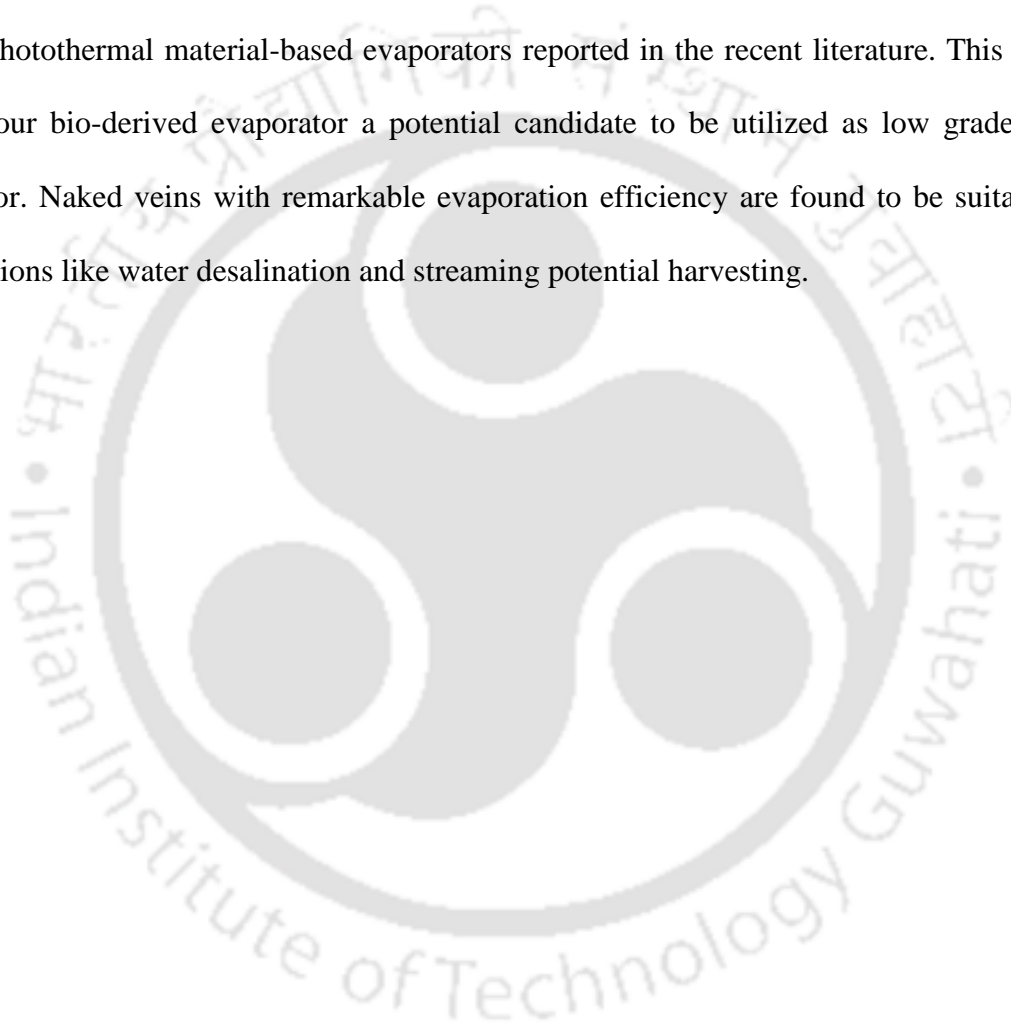 hotothermal material-based evaporators reported in the recent literature. This
our bio-derived evaporator a potential candidate to be utilized as low grade
or. Naked veins with remarkable evaporation efficiency are found to be suita
tions like water desalination and streaming potential harvesting.
भारतीय प्रौद्योगिकी संस्थान गुवाहाटी
Indian Institute of Technology Guwahati